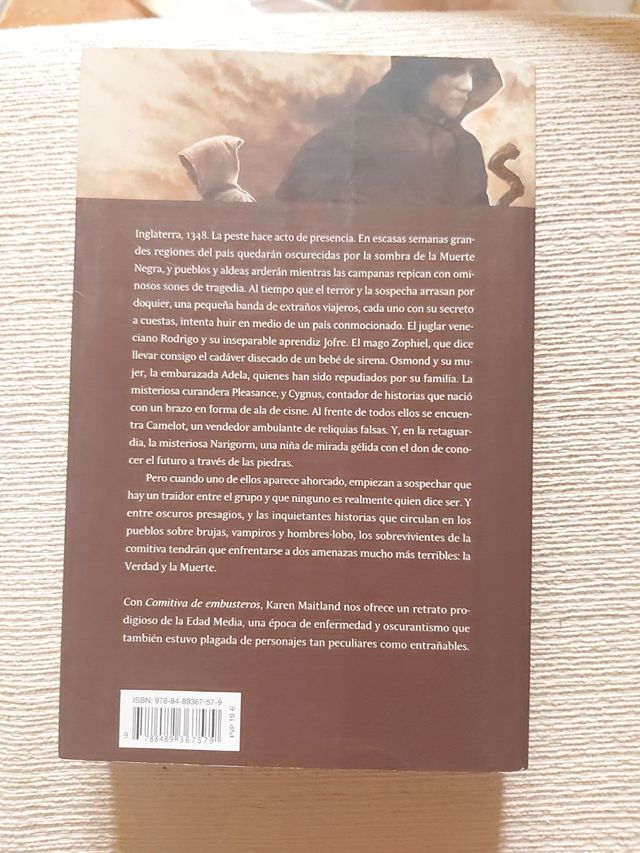 Inglaterra, 1348. La peste hace acto de presencia. En escasas semanas gran-
des regiones del país quedarán oscurecidas por la sombra de la Muerte
Negra, y pueblos y aldeas arderán mientras las campanas repican con omi-
nosos sones de tragedia. Al tiempo que el terror y la sospecha arrasan por
doquier, una pequeña banda de extraños viajeros, cada uno con su secreto
a cuestas, intenta huir en medio de un país conmocionado. El juglar vene-
ciano Rodrigo y su inseparable aprendiz Jofre. El mago Zophiel, que dice
llevar consigo el cadáver disecado de un bebé de sirena. Osmond y su mu-
jer, la embarazada Adela, quienes han sido repudiados por su familia. La
misteriosa curandera Pleasance, y Cygnus, contador de historias que nació
con un brazo en forma de ala de cisne. Al frente de todos ellos se encuen-
tra Camelot, un vendedor ambulante de reliquias falsas. Y, en la retaguar-
dia, la misteriosa Narigorm, una niña de mirada gélida con el don de cono-
cer el futuro a través de las piedras.
Pero cuando uno de ellos aparece ahorcado, empiezan a sospechar que
hay un traidor entre el grupo y que ninguno es realmente quien dice ser. Y
entre oscuros presagios, y las inquietantes historias que circulan en los
pueblos sobre brujas, vampiros y hombres-lobo, los sobrevivientes de la
comitiva tendrán que enfrentarse a dos amenazas mucho más terribles: la
Verdad y la Muerte.
Con Comitiva de embusteros, Karen Maitland nos ofrece un retrato pro-
digioso de la Edad Media, una época de enfermedad y oscurantismo que
también estuvo plagada de personajes tan peculiares como entrañables.
ISBN: 978-84-89367-57-9
9 788489 367579
PVP 19 €